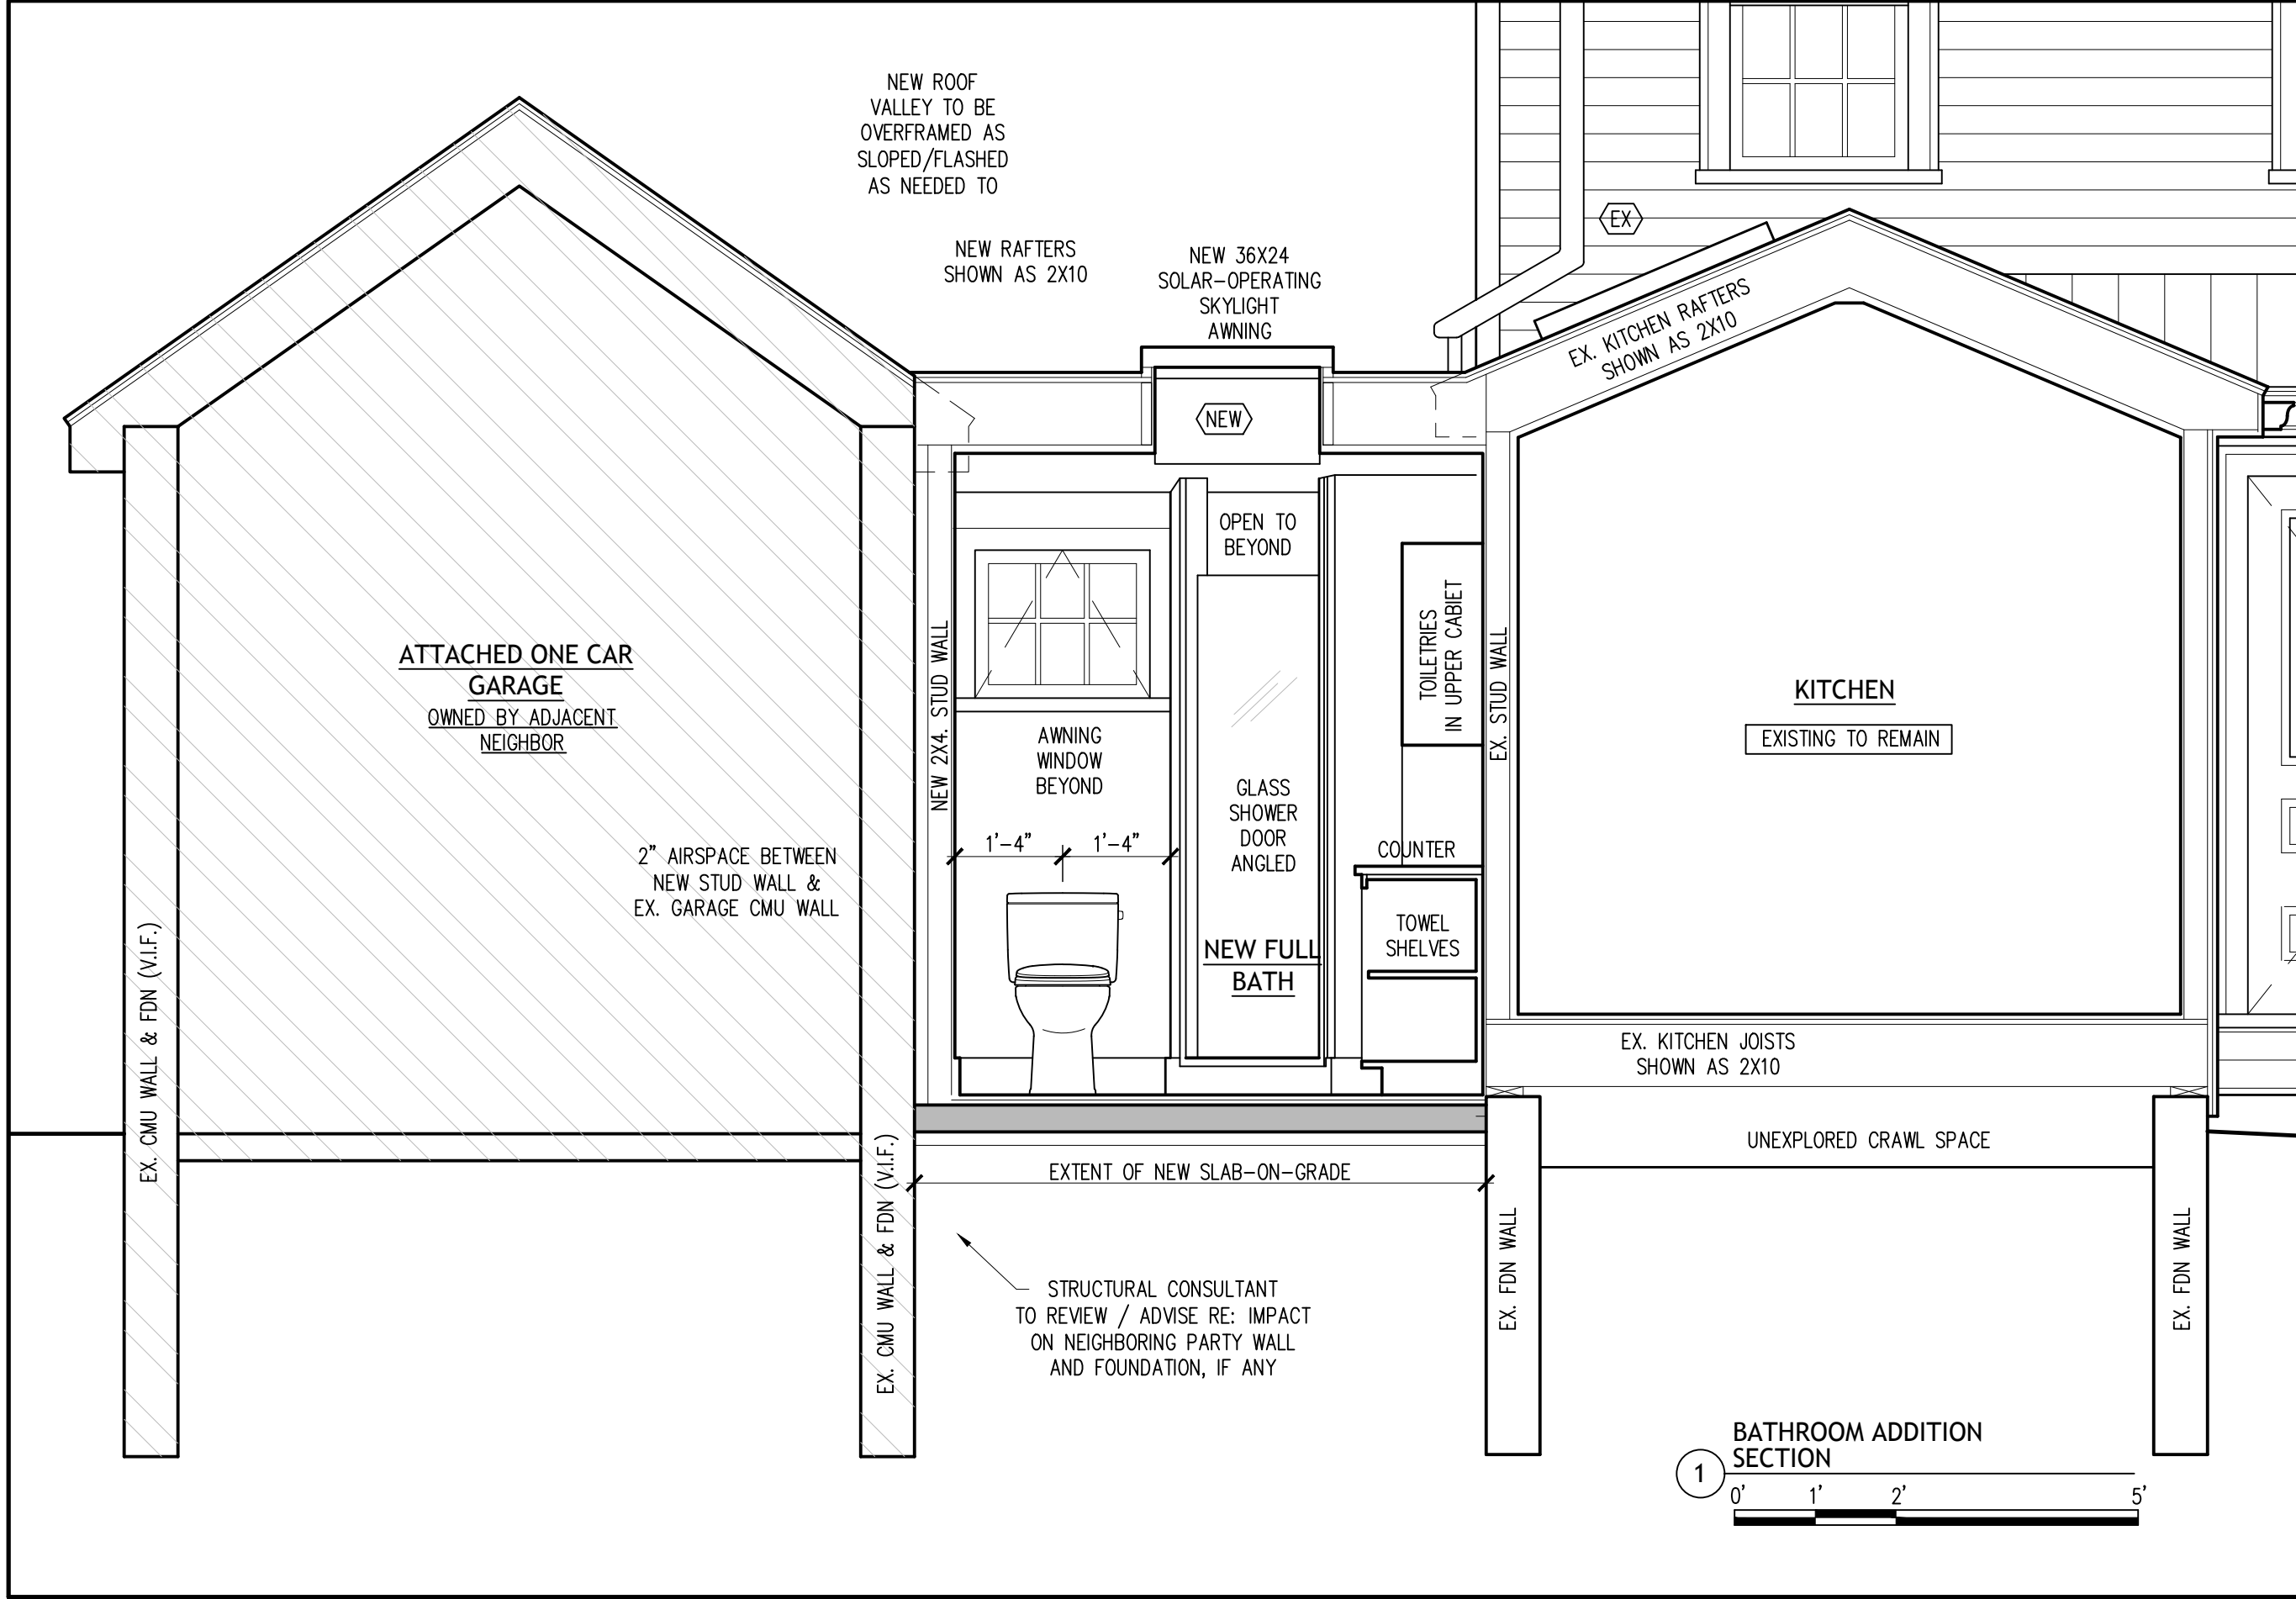 NEW ROOF
VALLEY TO BE
OVERFRAMED AS
SLOPED/FLASHED
AS NEEDED TO
NEW RAFTERS
SHOWN AS 2X10
NEW 36X24
SOLAR-OPERATING
SKYLIGHT
AWNING
EX
EX. KITCHEN RAFTERS
SHOWN AS 2X10
NEW
OPEN TO
BEYOND
TOILETRIES
IN UPPER CABIET
NEW 2X4. STUD WALL
EX. STUD WALL
ATTACHED ONE CAR
GARAGE
OWNED BY ADJACENT
NEIGHBOR
KITCHEN
EXISTING TO REMAIN
AWNING
WINDOW
BEYOND
GLASS
SHOWER
DOOR
ANGLED
1'-4" 1'-4"
COUNTER
2" AIRSPACE BETWEEN
NEW STUD WALL &
EX. GARAGE CMU WALL
TOWEL
SHELVES
NEW FULL
BATH
EX. CMU WALL & FDN (V.I.F.)
EX. KITCHEN JOISTS
SHOWN AS 2X10
UNEXPLORED CRAWL SPACE
EX. CMU WALL & FDN (V.I.F.)
EXTENT OF NEW SLAB-ON-GRADE
EX. FDN WALL
EX. FDN WALL
STRUCTURAL CONSULTANT
TO REVIEW / ADVISE RE: IMPACT
ON NEIGHBORING PARTY WALL
AND FOUNDATION, IF ANY
1
BATHROOM ADDITION
SECTION
0' 1' 2' 5'